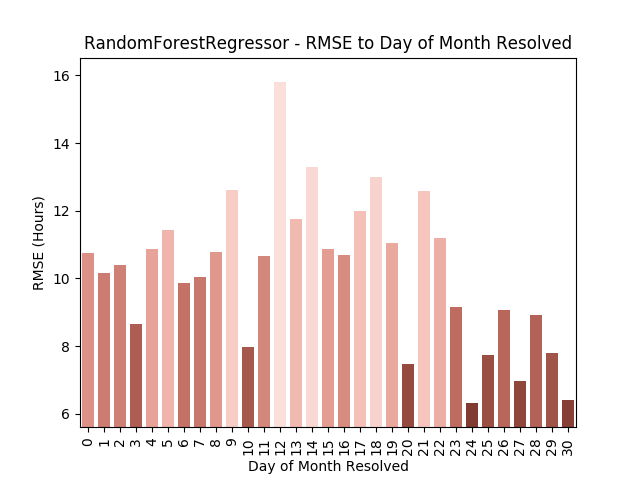 RandomForestRegressor - RMSE to Day of Month Resolved
16
14
12
10
8
6
RMSE (Hours)
0 1 2 3 4 5 6 7 8 9 10 11 12 13 14 15 16 17 18 19 20 21 22 23 24 25 26 27 28 29 30
Day of Month Resolved